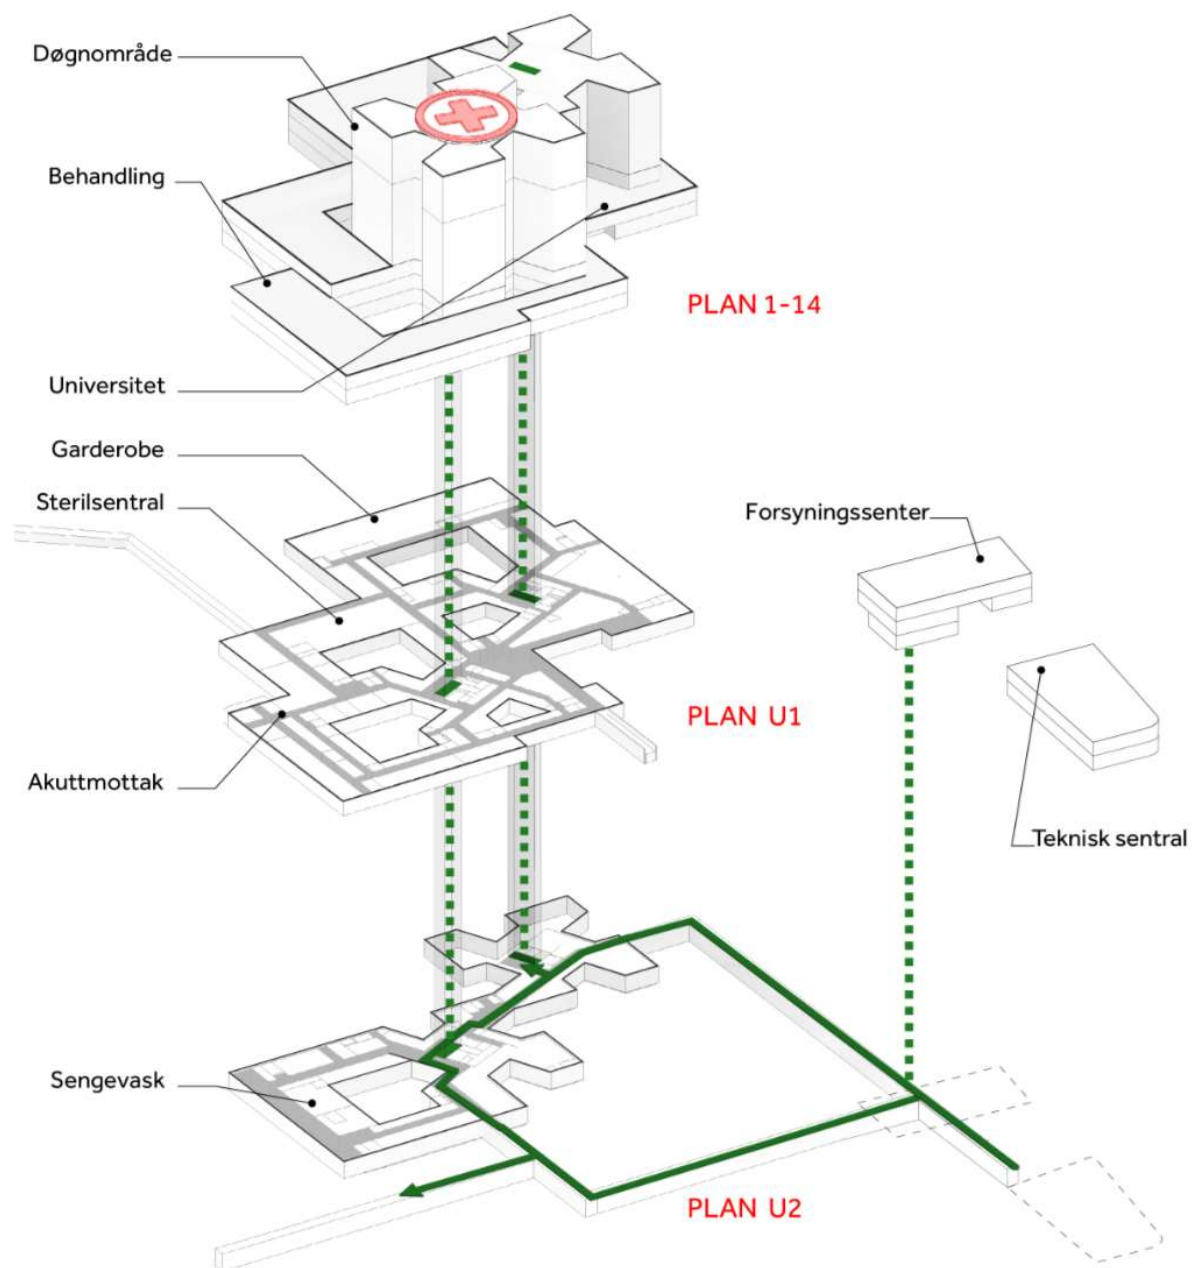 Døgnområde
Behandling
PLAN 1-14
Universitet
Garderobe
Sterilsentral
Forsyningssenter
PLAN U1
Akuttmottak
Teknisk sentral
Sengevask
PLAN U2